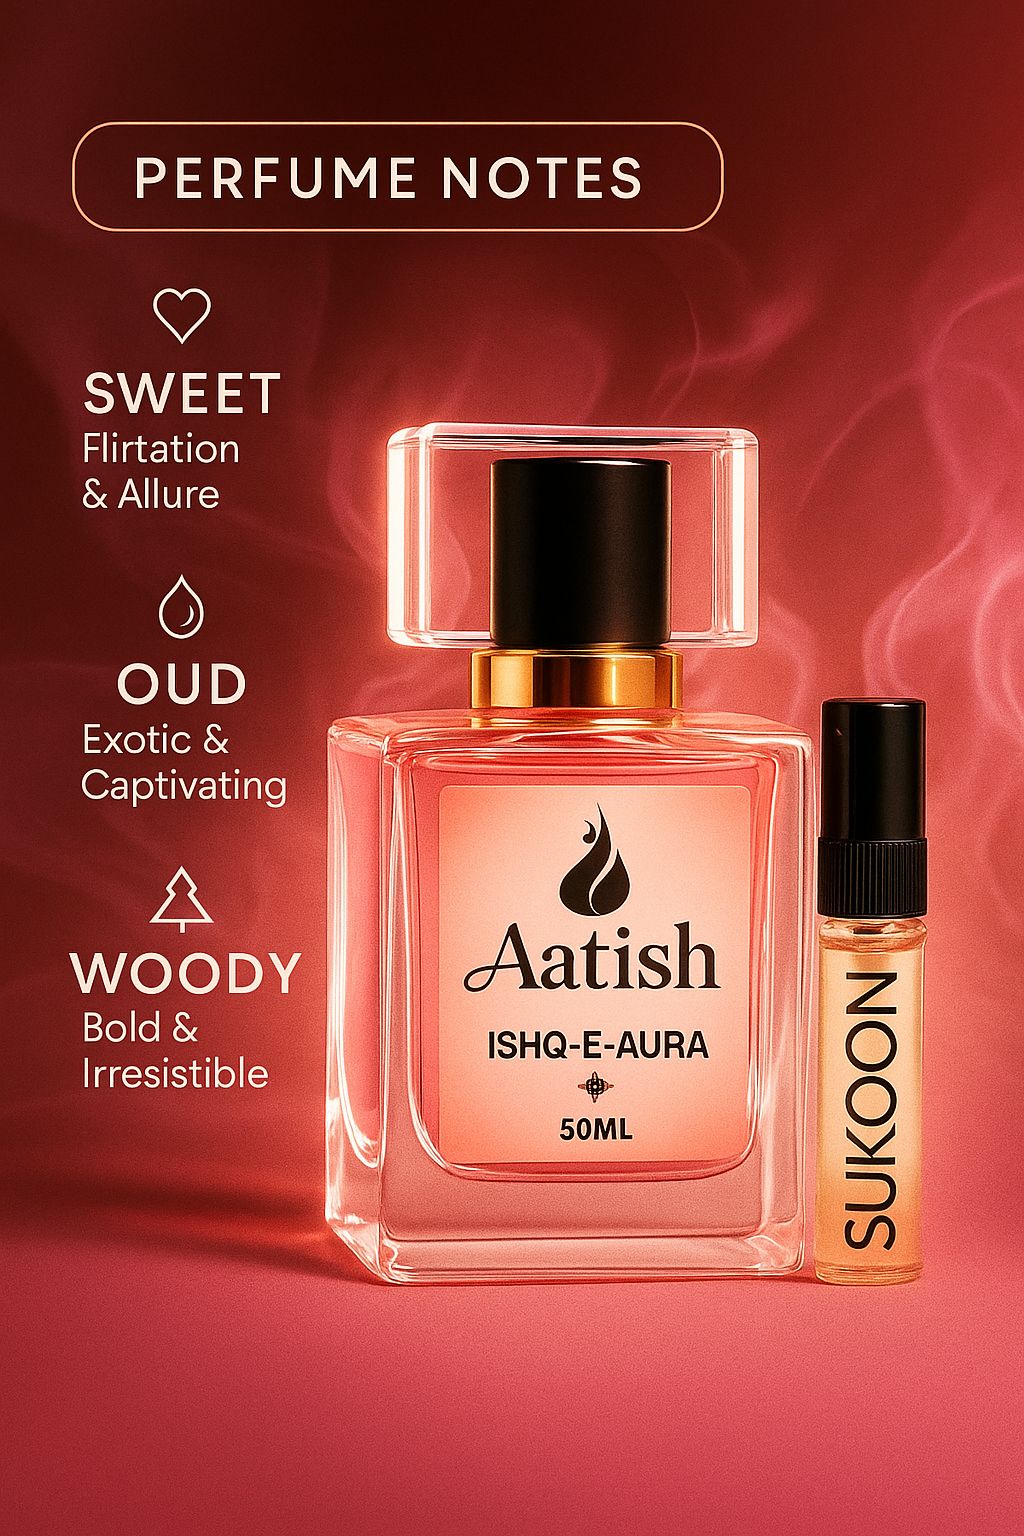 PERFUME NOTES
SWEET
Flirtation
& Allure
OUD
Exotic &
Captivating
WOODY
Bold &
Irresistible
Aatish
ISHQ-E-AURA
50ML
SUKOON